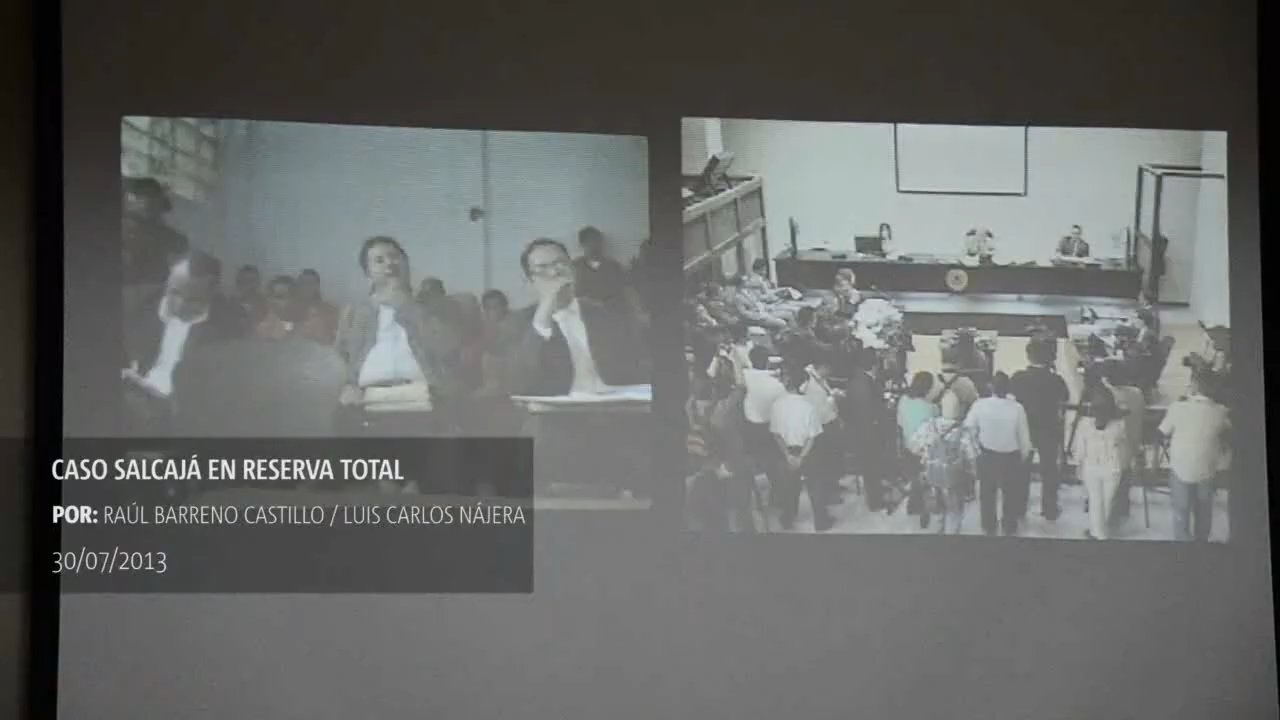 CASO SALCAJÁ EN RESERVA TOTAL
POR: RAÚL BARRENO CASTILLO / LUIS CARLOS NÁJERA
30/07/2013